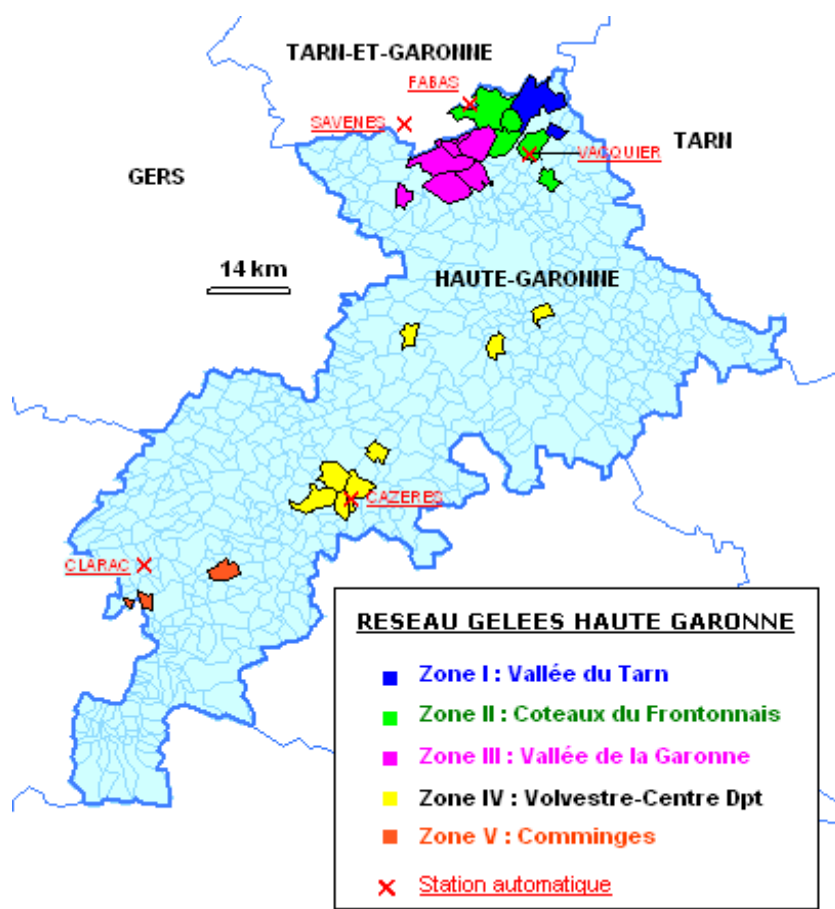 TARN-ET-GARONNE
FABAS
SAVENES
TARN
VACQUIER
GERS
14 km
HAUTE-GARONNE
CAZERES
CLARAC
RESEAU GELEES HAUTE GARONNE
Zone I : Vallée du Tarn
Zone II : Coteaux du Frontonnais
Zone III : Vallée de la Garonne
Zone IV : Volvestre-Centre Dpt
Zone V : Comminges
Station automatique